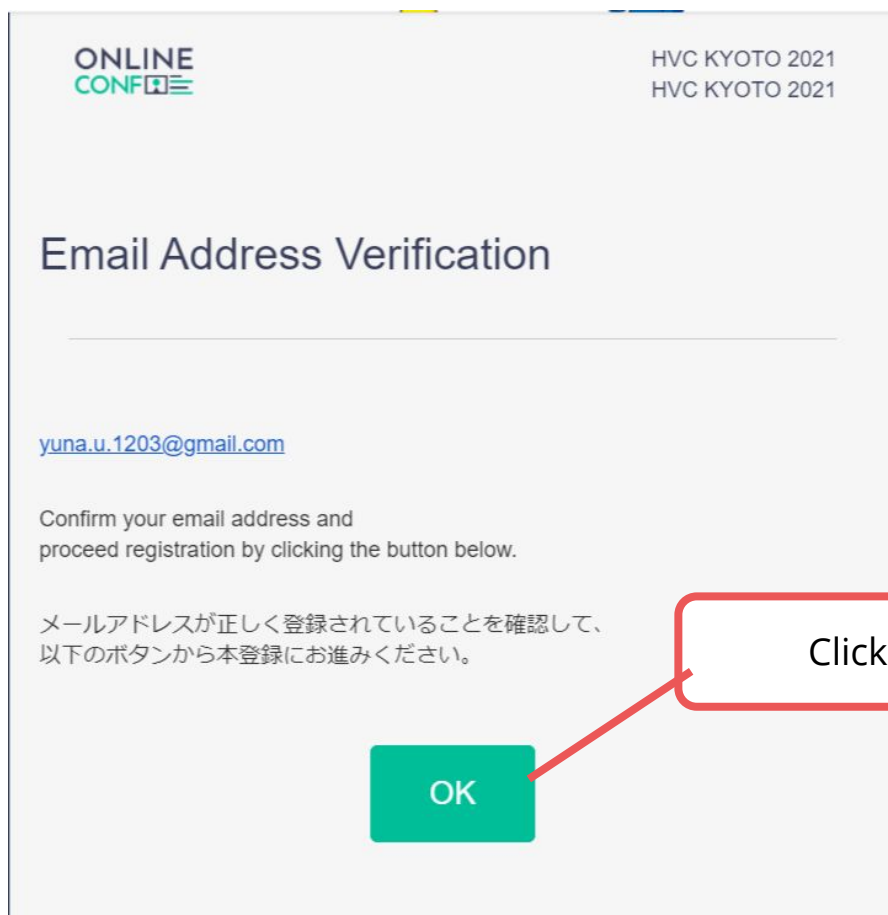 ONLINE
CONF
HVC KYOTO 2021
HVC KYOTO 2021
Email Address Verification
yuna.u.1203@gmail.com
Confirm your email address and
proceed registration by clicking the button below.
メールアドレスが正しく登録されていることを確認して、
以下のボタンから本登録にお進みください。
Click
OK